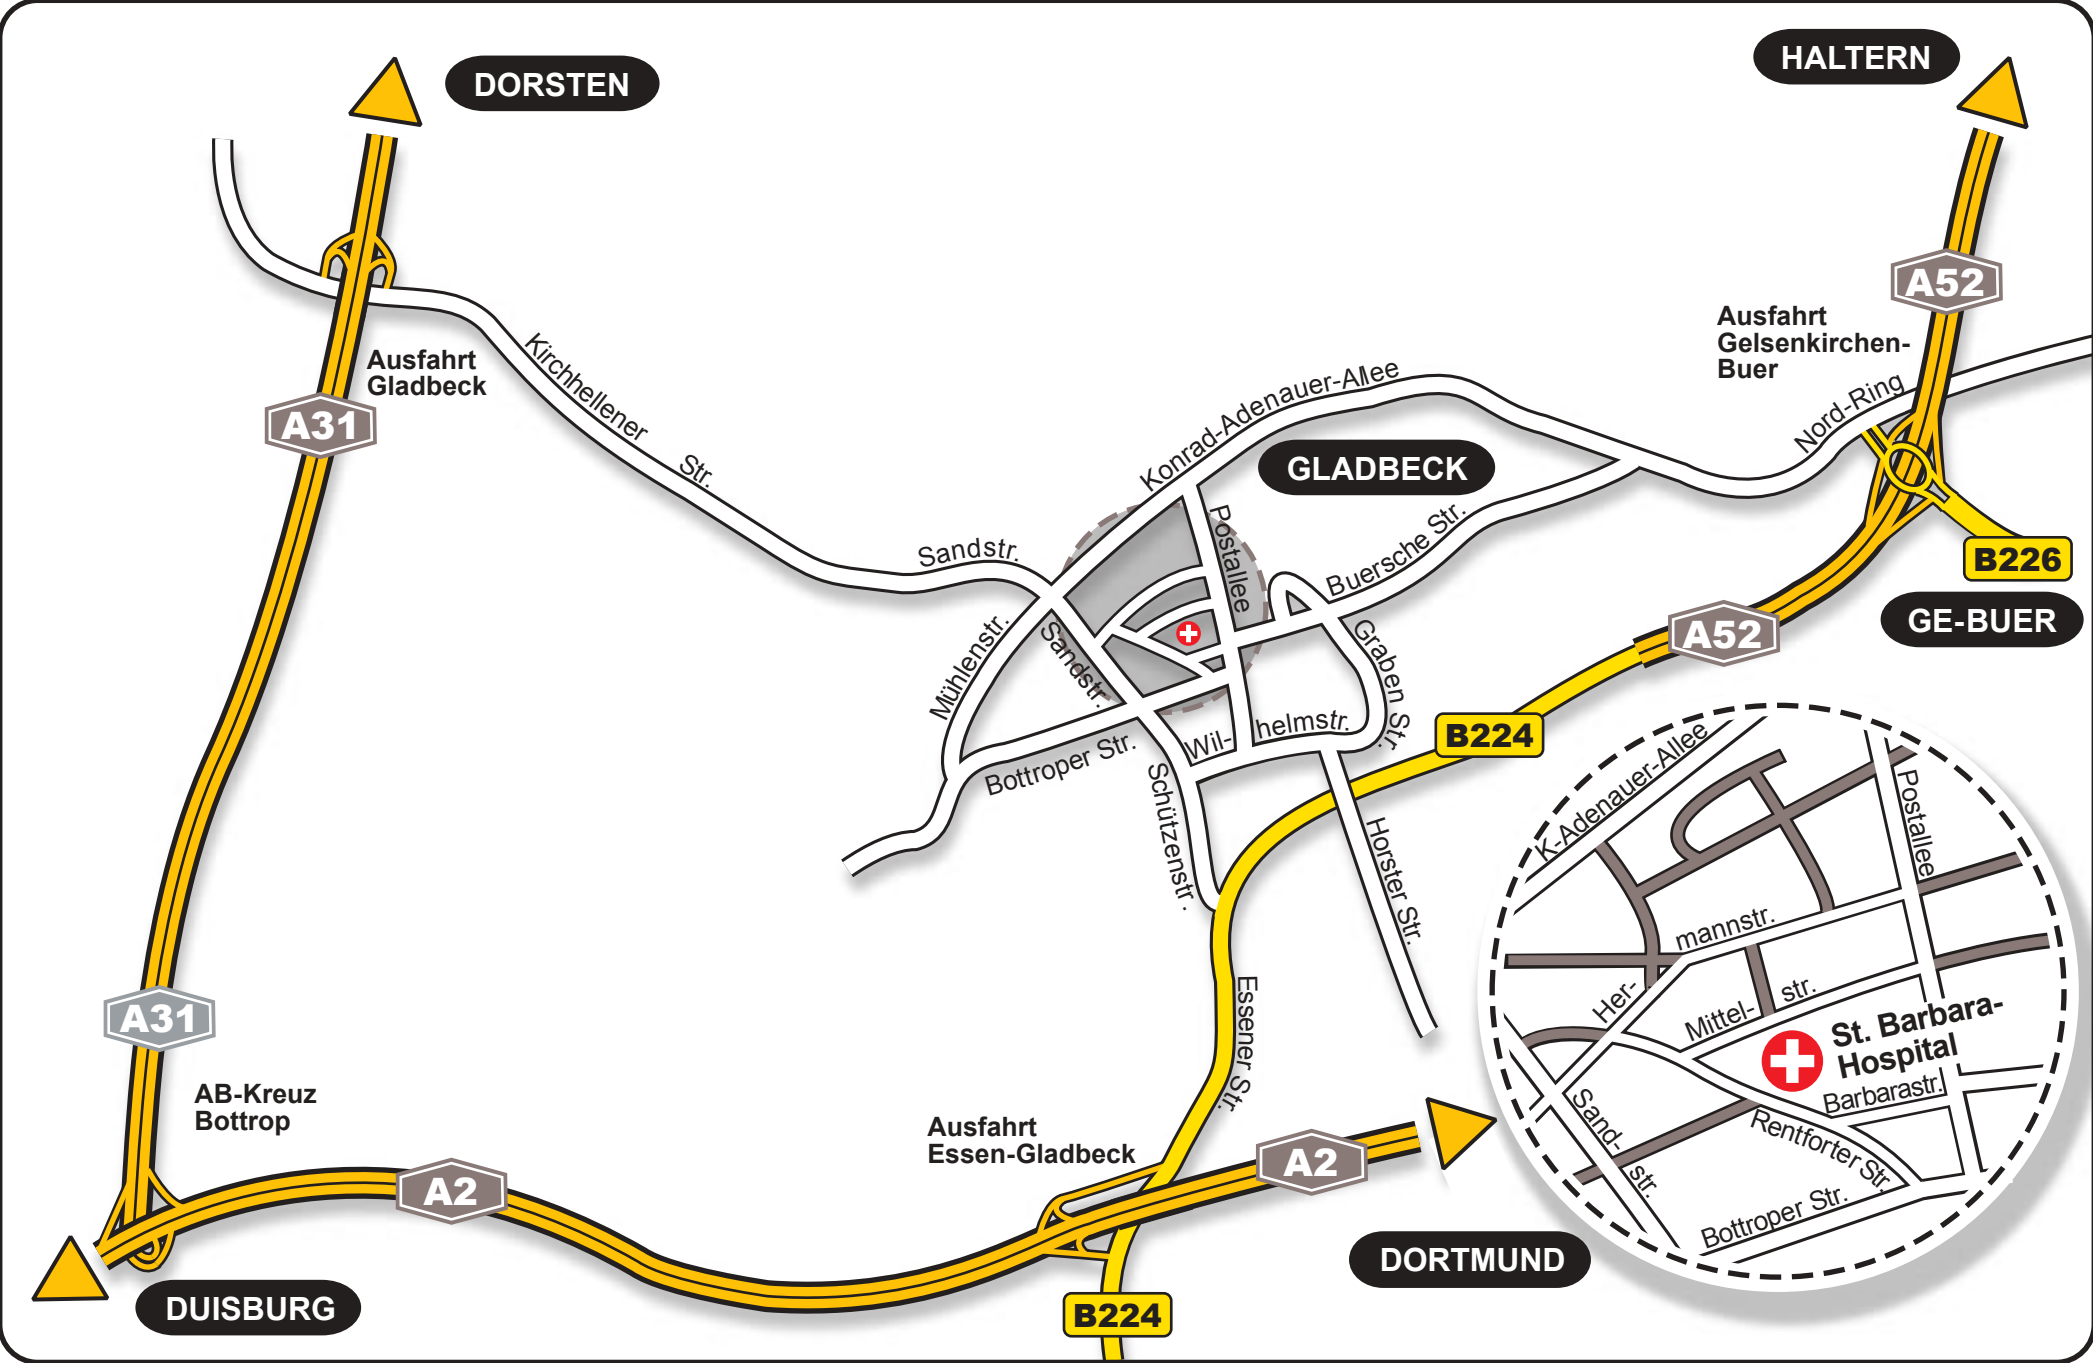 DORSTEN
HALTERN
A52
Ausfahrt
Gelsenkirchen-
Buer
Nord-Ring
Ausfahrt
Gladbeck
A31
Kirchhellener
Str.
Konrad-Adenauer-Allee
GLADBECK
Postallee
Buersche Str.
Sandstr.
B226
GE-BUER
A52
Mühlenstr.
Sandstr.
Graben Str.
B224
Wil-
helmstr.
Bottroper Str.
Schützenstr.
Horster Str.
Essener Str.
K-Adenauer-Allee
Postallee
mannstr.
Her-
Mittel-
str.
St. Barbara-
Hospital
Barbarastr.
Sand-
str.
Rentforter Str.
Bottroper Str.
A31
AB-Kreuz
Bottrop
Ausfahrt
Essen-Gladbeck
A2
A2
DORTMUND
DUISBURG
B224